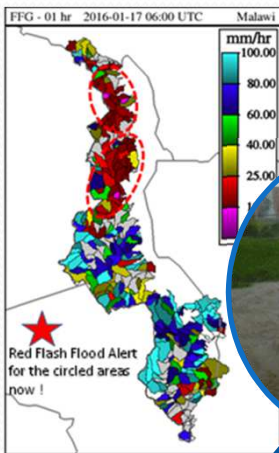 FFG - 01 hr 2016-01-17 06:00 UTC Malawi
mm/hr
100.00
80.00
60.00
40.00
25.00
Red Flash Flood Alert
for the circled areas
now !